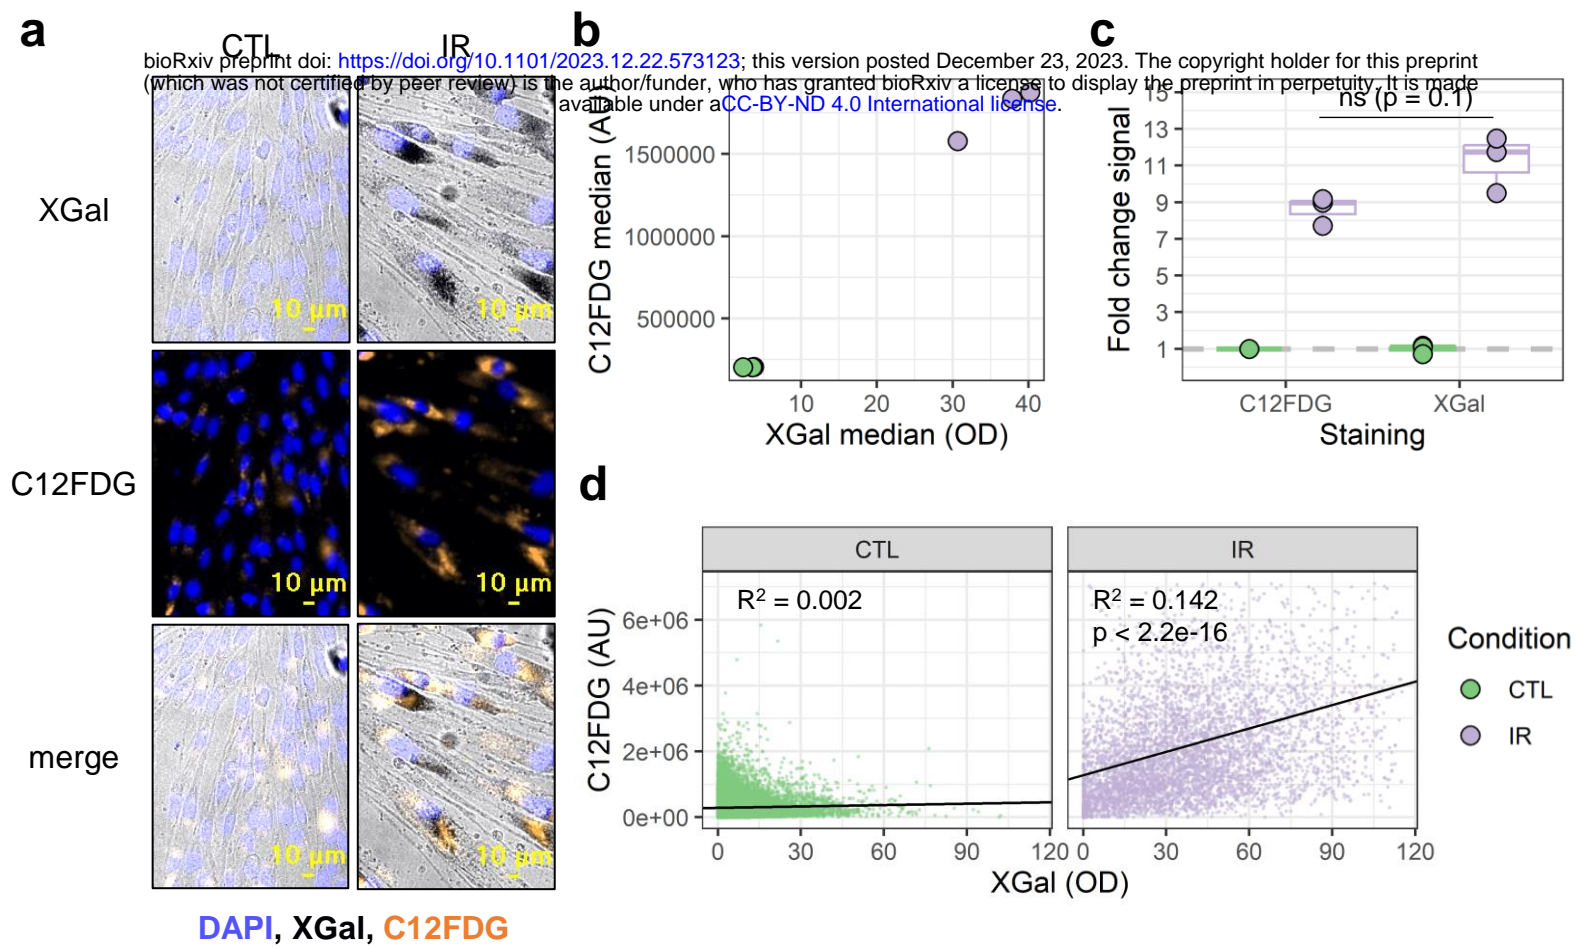 a
b
c
CTL
IR
bioRxiv preprint doi: https://doi.org/10.1101/2023.12.22.573123; this version posted December 23, 2023. The copyright holder for this preprint
(which was not certified by peer review) is the author/funder, who has granted bioRxiv a license to display the preprint in perpetuity. It is made
available under aCC-BY-ND 4.0 International license.
XGal
10 µm
10 µm
C12FDG
10 µm
10 µm
merge
10 µm
10 µm
DAPI, XGal, C12FDG
C12FDG median (AU)
1500000
1000000
500000
10 20 30 40
XGal median (OD)
Fold change signal
15
13
11
9
7
5
3
1
ns (p = 0.1)
C12FDG XGal
Staining
d
CTL
IR
R² = 0.002
R² = 0.142
p < 2.2e-16
C12FDG (AU)
6e+06
4e+06
2e+06
0e+00
0 30 60 90 120
0 30 60 90 120
XGal (OD)
Condition
CTL
IR